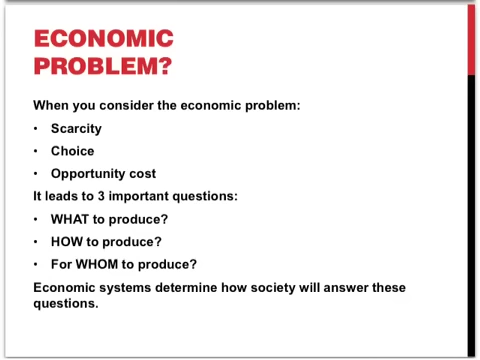 ECONOMIC
PROBLEM?
When you consider the economic problem:
• Scarcity
• Choice
• Opportunity cost
It leads to 3 important questions:
• WHAT to produce?
• HOW to produce?
• For WHOM to produce?
Economic systems determine how society will answer these
questions.